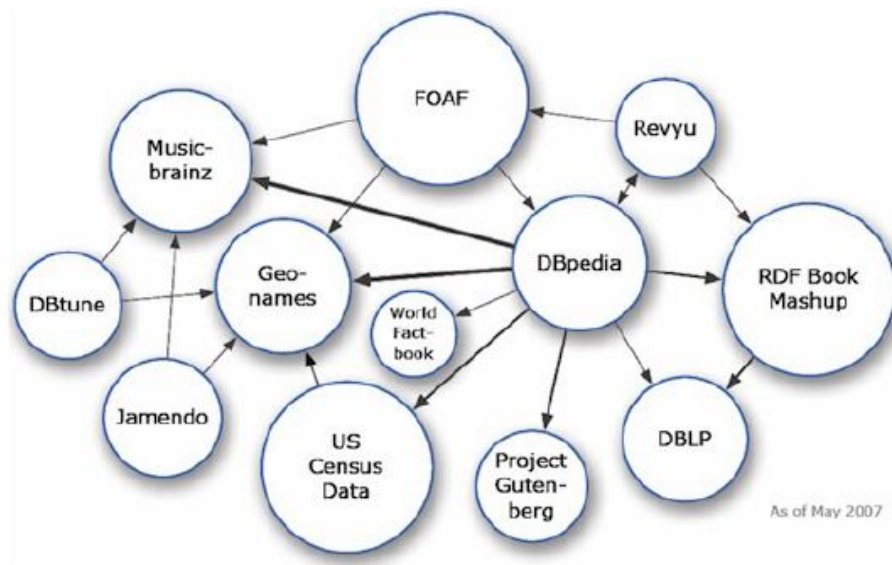 FOAF
Revyu
Music-
brainz
DBpedia
Geo-
names
RDF Book
Mashup
DBtune
World
Fact-
book
Jamendo
US
Census
Data
Project
Guten-
berg
DBLP
As of May 2007